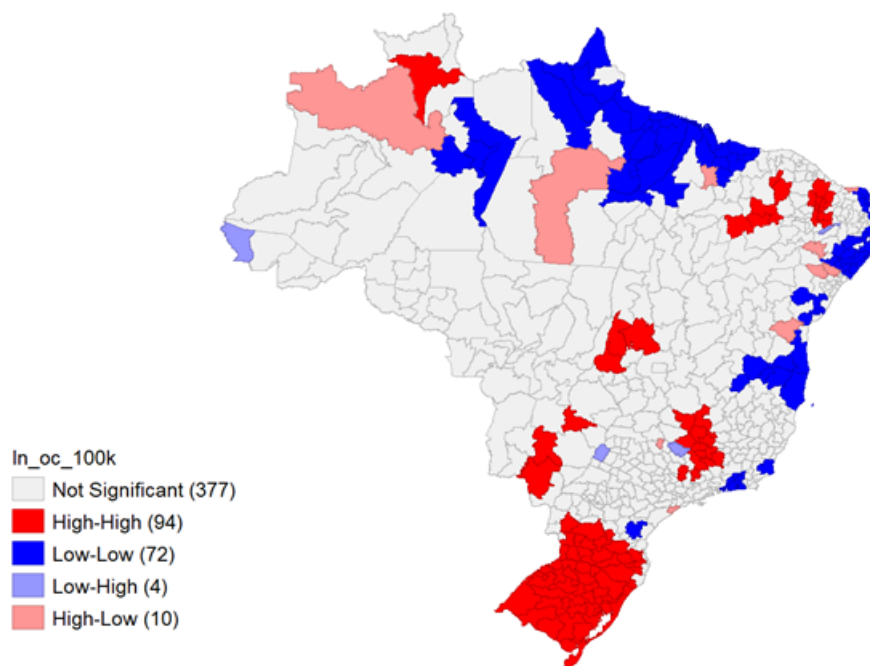 ln_oc_100k
Not Significant (377)
High-High (94)
Low-Low (72)
Low-High (4)
High-Low (10)